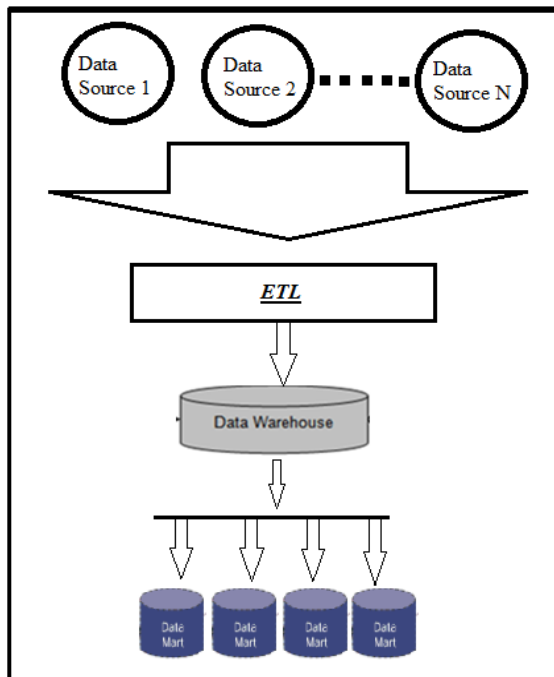 Data
Source 1
Data
Source 2
Data
Source N
ETL
Data Warehouse
Data
Mart
Data
Mart
Data
Mart
Data
Mart